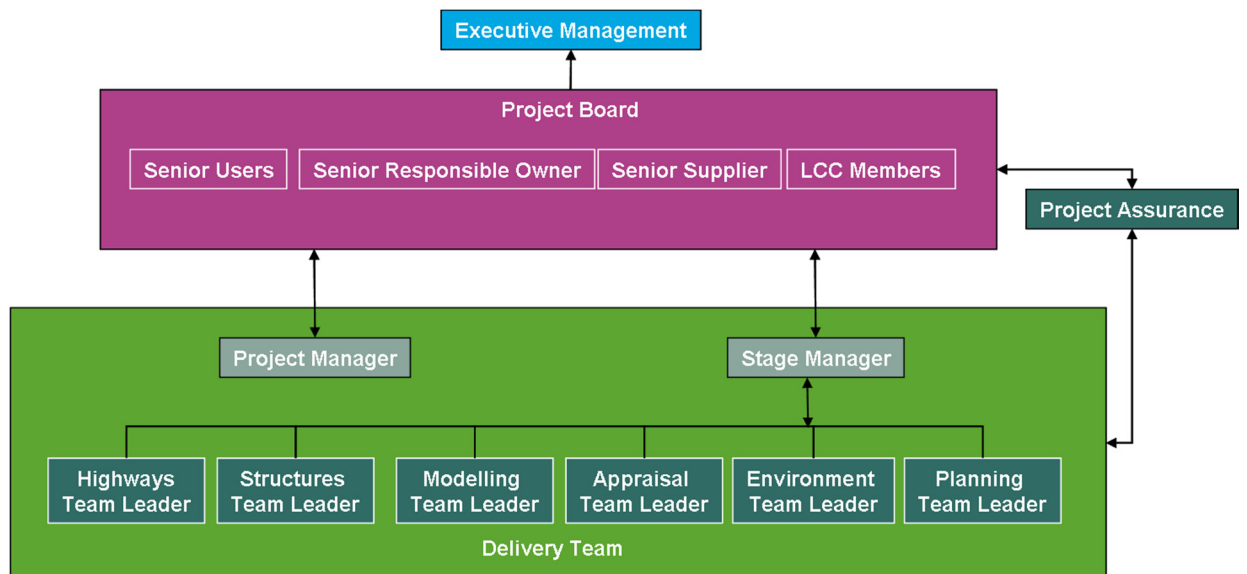 Executive Management
Project Board
Senior Users
Senior Responsible Owner
Senior Supplier
LCC Members
Project Assurance
Project Manager
Stage Manager
Highways
Team Leader
Structures
Team Leader
Modelling
Team Leader
Appraisal
Team Leader
Environment
Team Leader
Planning
Team Leader
Delivery Team